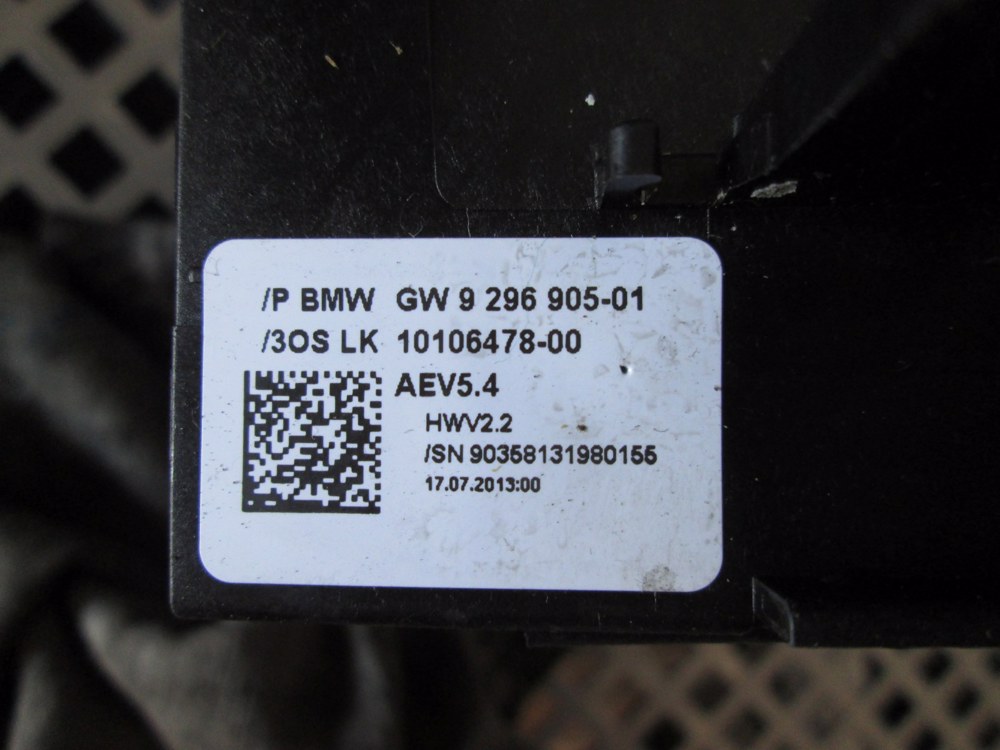 /P BMW GW 9 296 905-01
/3OS LK 10106478-00
AEV5.4
HWV2.2
/SN 90358131980155
17.07.2013:00